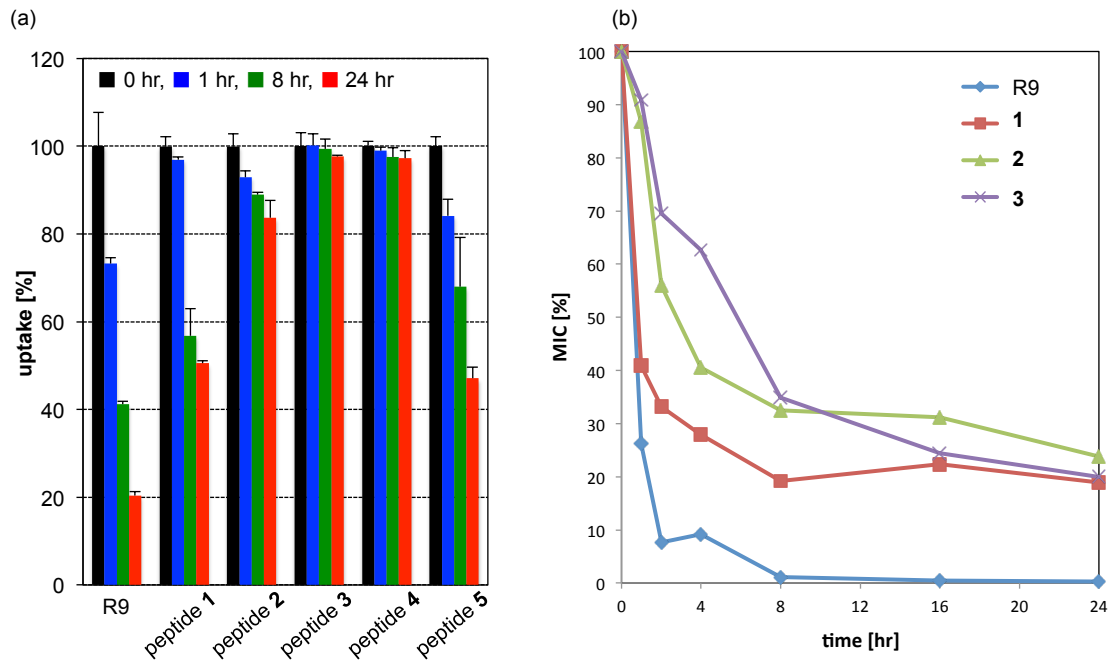 (a)
uptake [%]
120
100
80
60
40
20
0
0 hr, 1 hr, 8 hr, 24 hr
R9
peptide 1
peptide 2
peptide 3
peptide 4
peptide 5
(b)
MIC [%]
100
90
80
70
60
50
40
30
20
10
0
R9
1
2
3
0 4 8 12 16 20 24
time [hr]